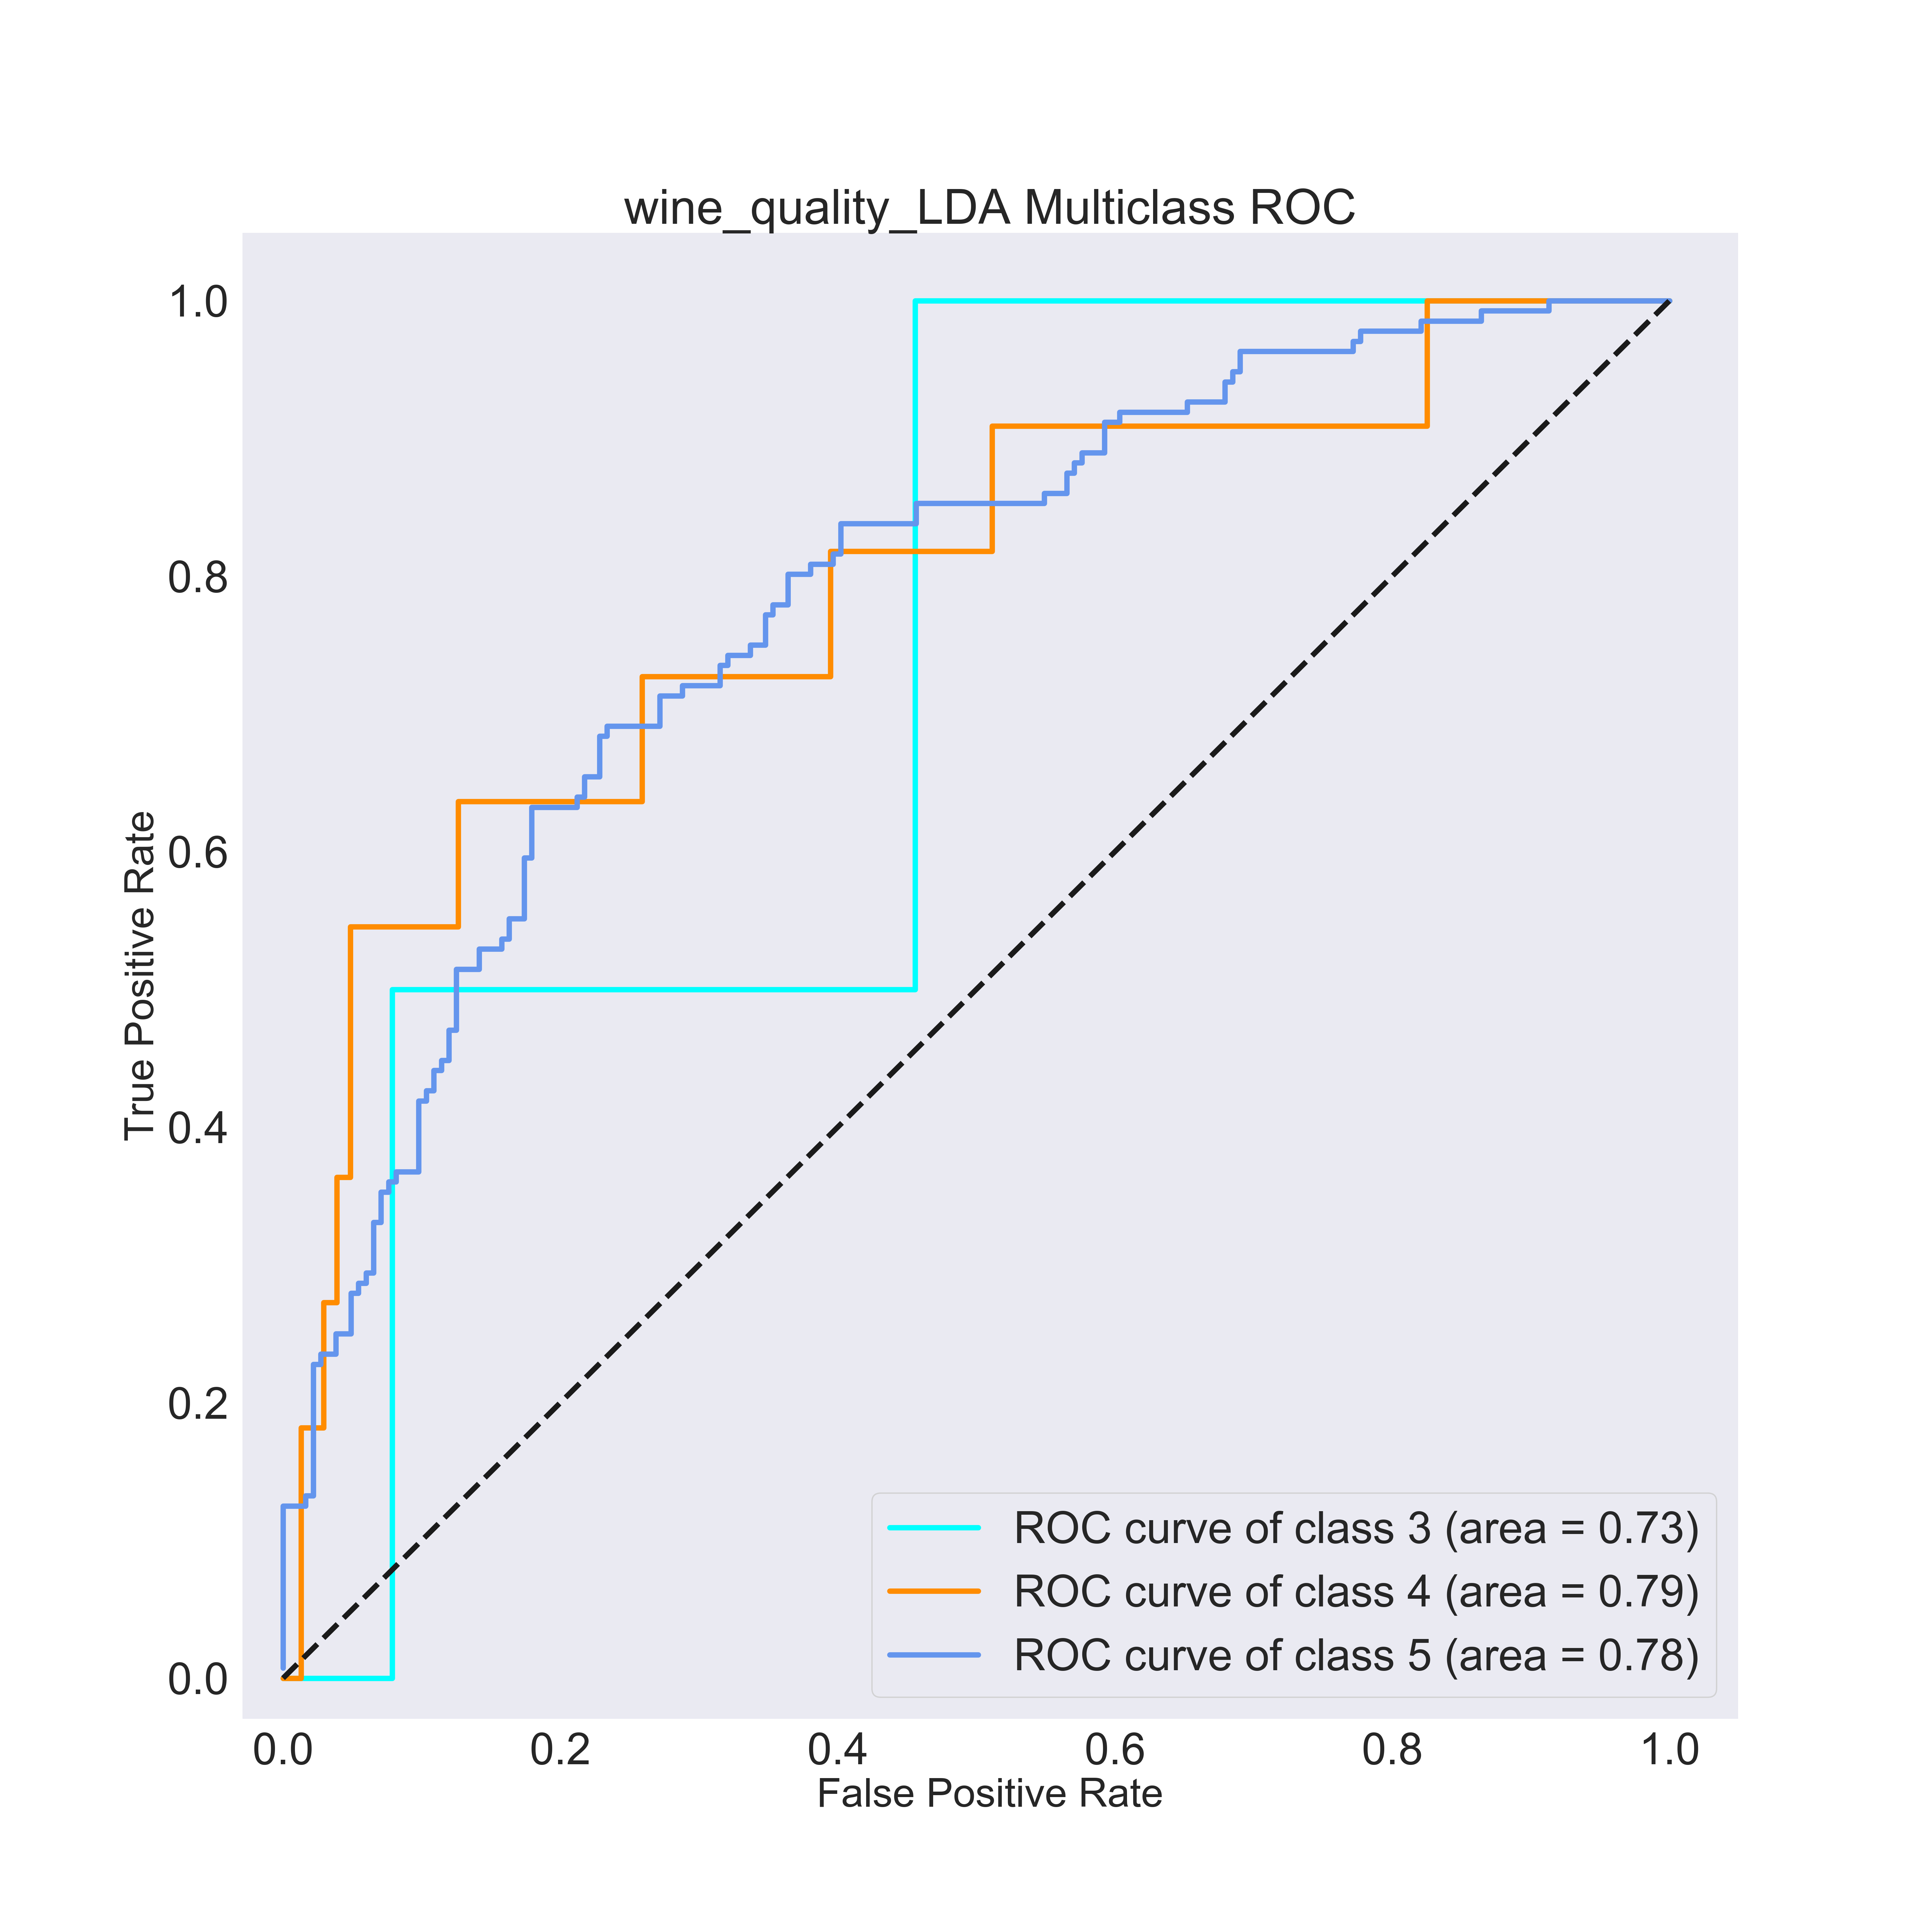 wine_quality_LDA Multiclass ROC
1.0
0.8
0.6
0.4
0.2
0.0
True Positive Rate
0.0 0.2 0.4 0.6 0.8 1.0
False Positive Rate
ROC curve of class 3 (area = 0.73)
ROC curve of class 4 (area = 0.79)
ROC curve of class 5 (area = 0.78)